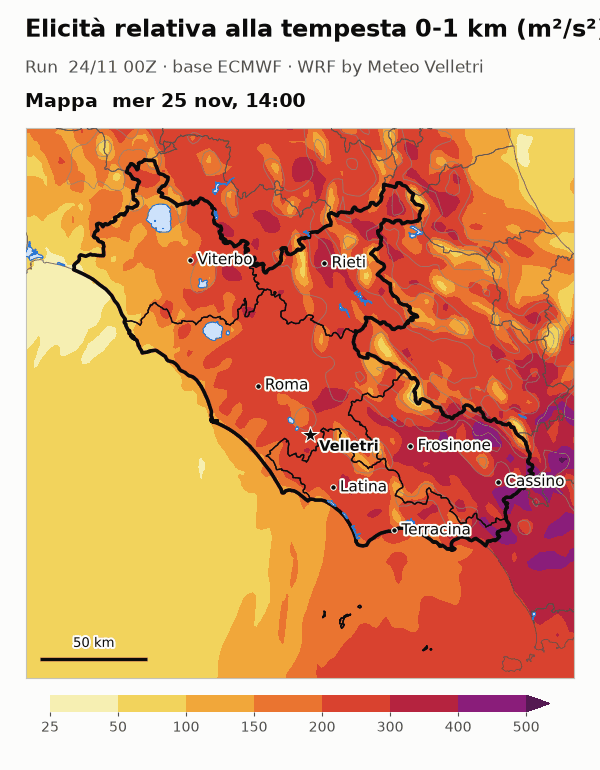 Elicità relativa alla tempesta 0-1 km (m²/s²)
Run  24/11 00Z · base ECMWF · WRF by Meteo Velletri
Mappa  mer 25 nov, 14:00
Viterbo
Rieti
Roma
Velletri
Frosinone
Latina
Cassino
Terracina
50 km
25 50 100 150 200 300 400 500